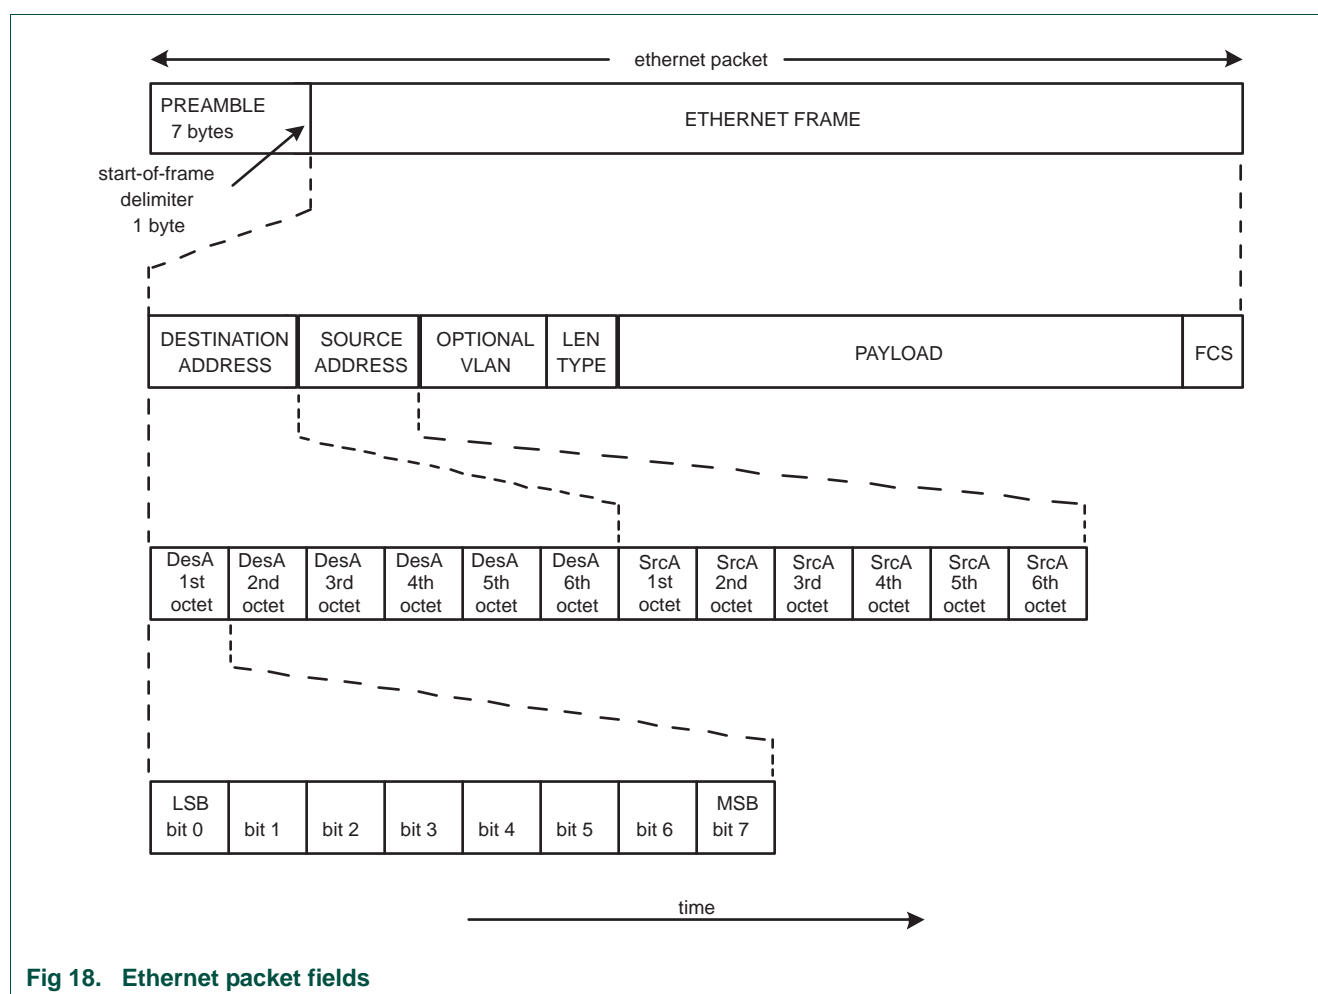 ethernet packet
PREAMBLE
7 bytes
ETHERNET FRAME
start-of-frame
delimiter
1 byte
DESTINATION
ADDRESS
SOURCE
ADDRESS
OPTIONAL
VLAN
LEN
TYPE
PAYLOAD
FCS
DesA
1st
octet
DesA
2nd
octet
DesA
3rd
octet
DesA
4th
octet
DesA
5th
octet
DesA
6th
octet
SrcA
1st
octet
SrcA
2nd
octet
SrcA
3rd
octet
SrcA
4th
octet
SrcA
5th
octet
SrcA
6th
octet
LSB
bit 0
bit 1
bit 2
bit 3
bit 4
bit 5
bit 6
MSB
bit 7
time
Fig 18. Ethernet packet fields